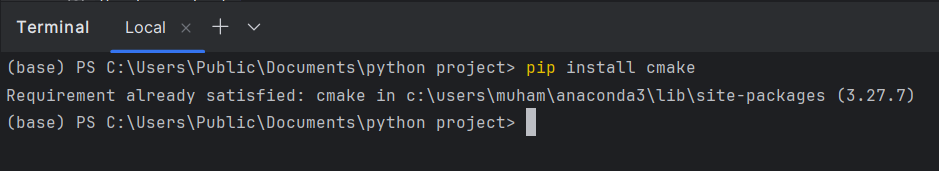 Terminal Local × +
(base) PS C:\Users\Public\Documents\python project> pip install cmake
Requirement already satisfied: cmake in c:\users\muham\anaconda3\lib\site-packages (3.27.7)
(base) PS C:\Users\Public\Documents\python project>